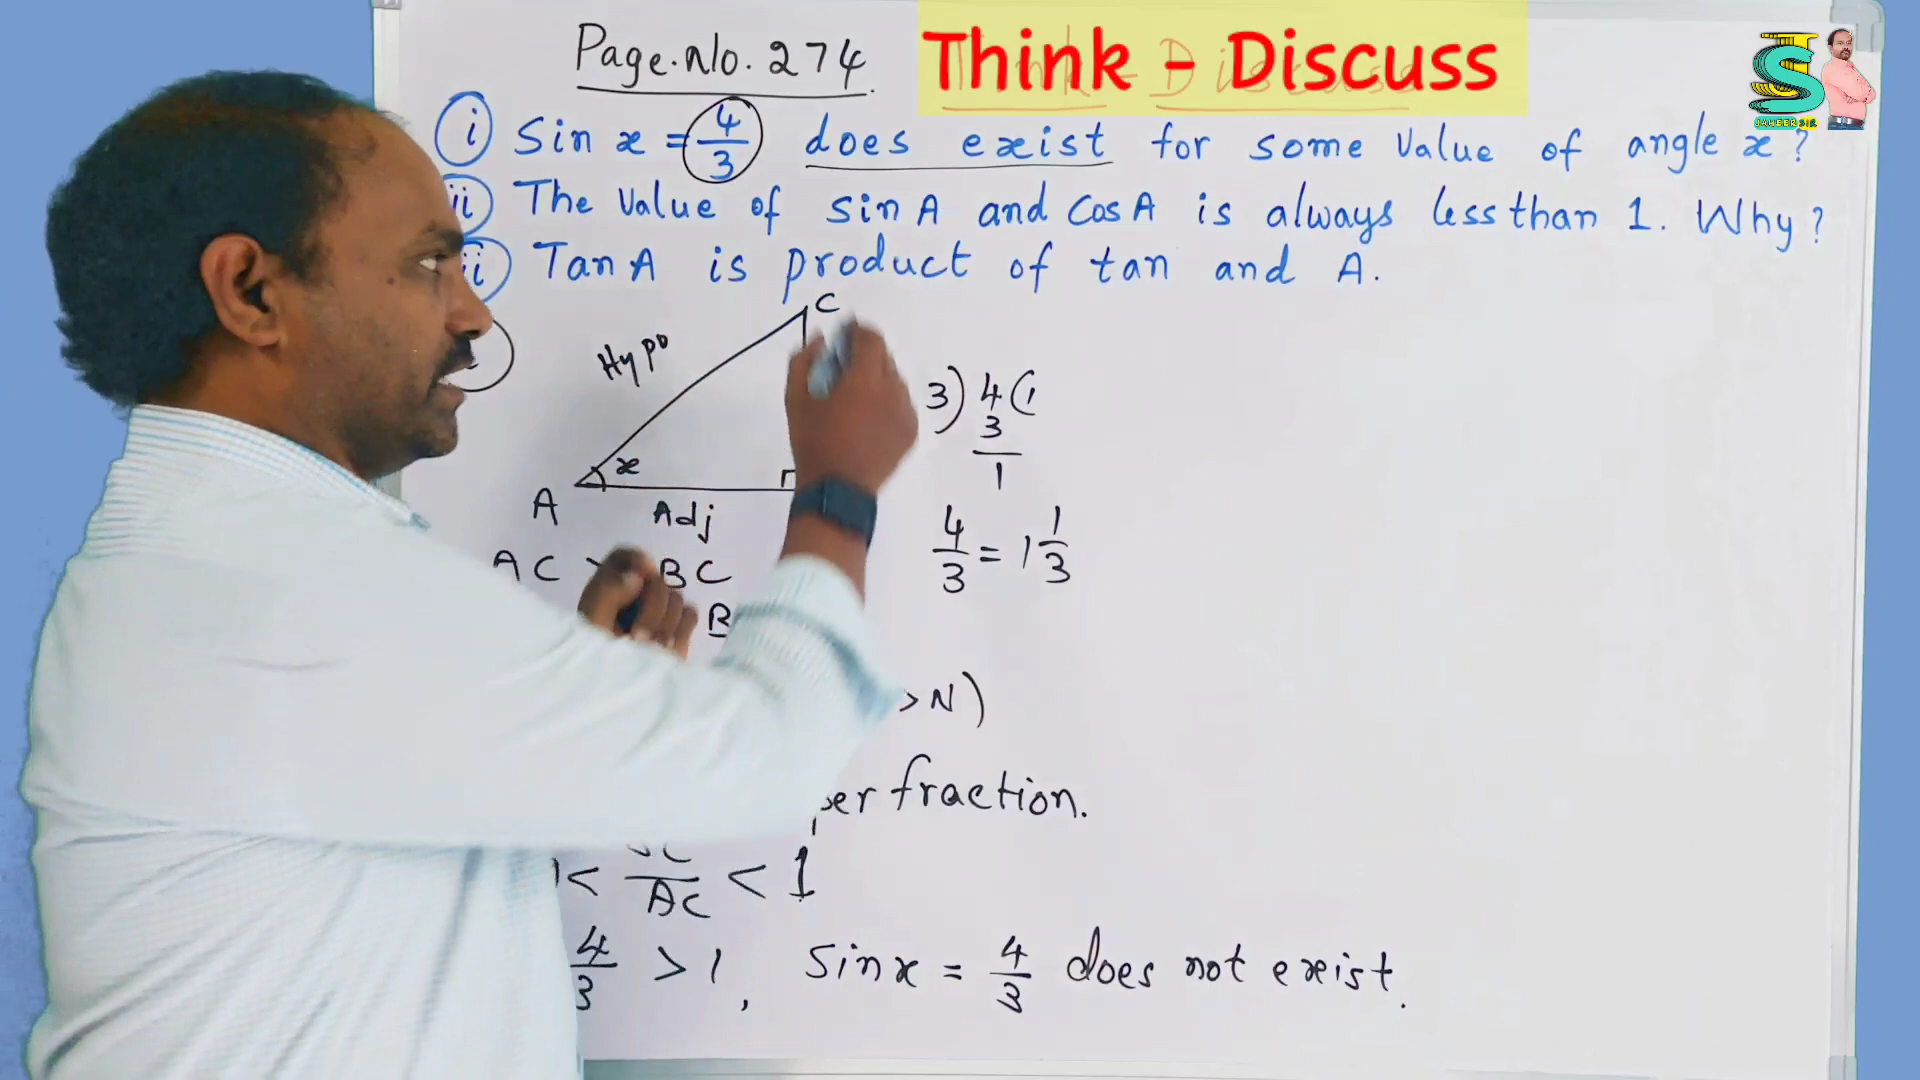 Page.No. 274
Think - Discuss
JAHEER SIR
i Sin x = 4/3 does exist for some value of angle x?
ii The value of sin A and Cos A is always less than 1. Why?
Tan A is product of tan and A.
C
Hypo
x
A
Adj
AC > BC
B
3) 4 (1
3
1
4/3 = 1 1/3
> N)
fraction.
< /AC < 1
4/3 > 1, Sin x = 4/3 does not exist.